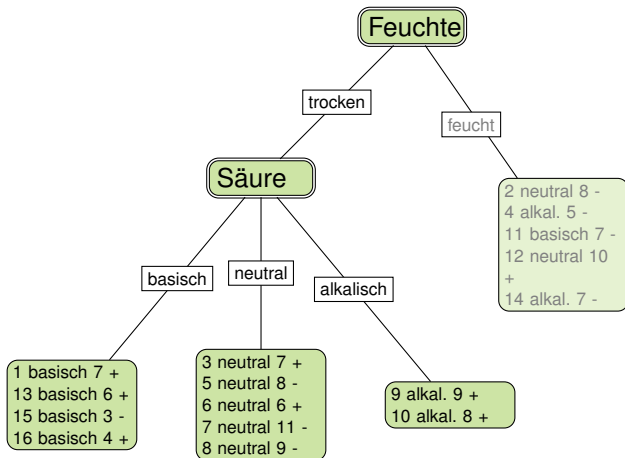 Feuchte
trocken
feucht
Säure
2 neutral 8 -
4 alkal. 5 -
11 basisch 7 -
12 neutral 10
+
14 alkal. 7 -
basisch
neutral
alkalisch
1 basisch 7 +
13 basisch 6 +
15 basisch 3 -
16 basisch 4 +
3 neutral 7 +
5 neutral 8 -
6 neutral 6 +
7 neutral 11 -
8 neutral 9 -
9 alkal. 9 +
10 alkal. 8 +